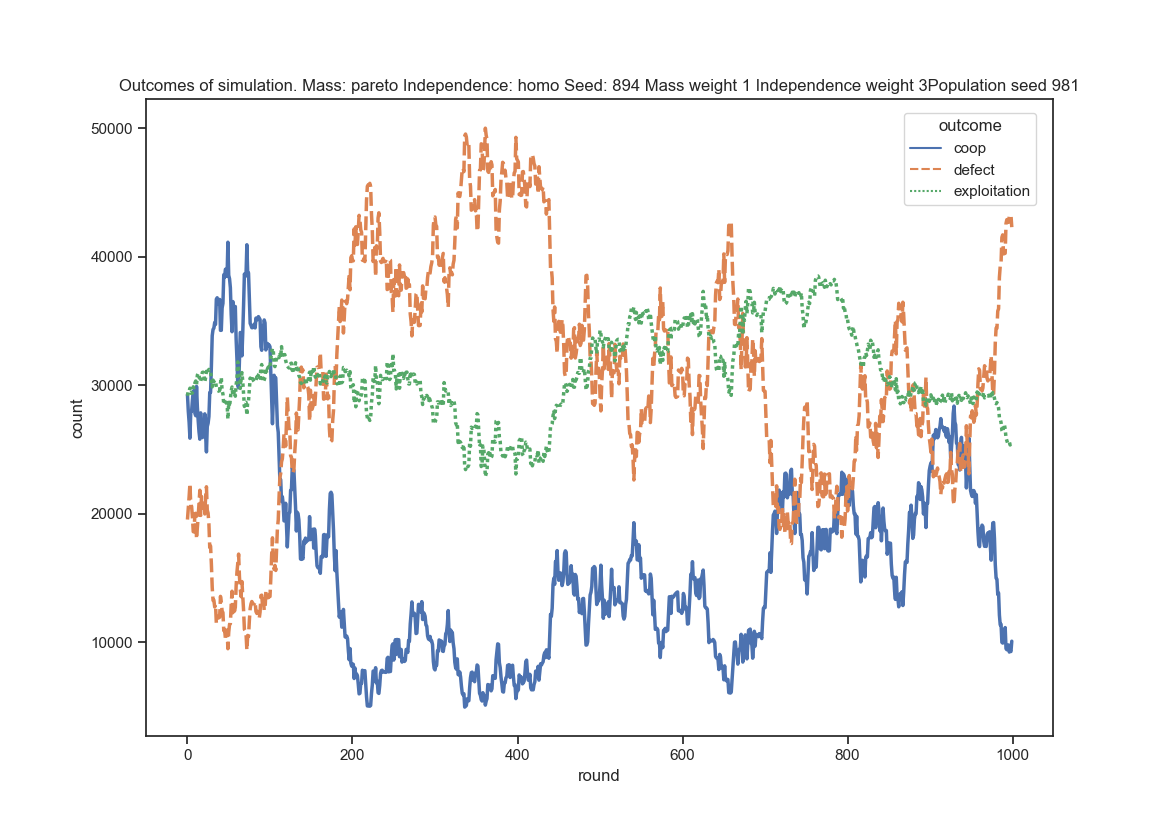 Outcomes of simulation. Mass: pareto Independence: homo Seed: 894 Mass weight 1 Independence weight 3Population seed 981
outcome
coop
defect
exploitation
50000
40000
30000
20000
10000
count
0
200
400
600
800
1000
round